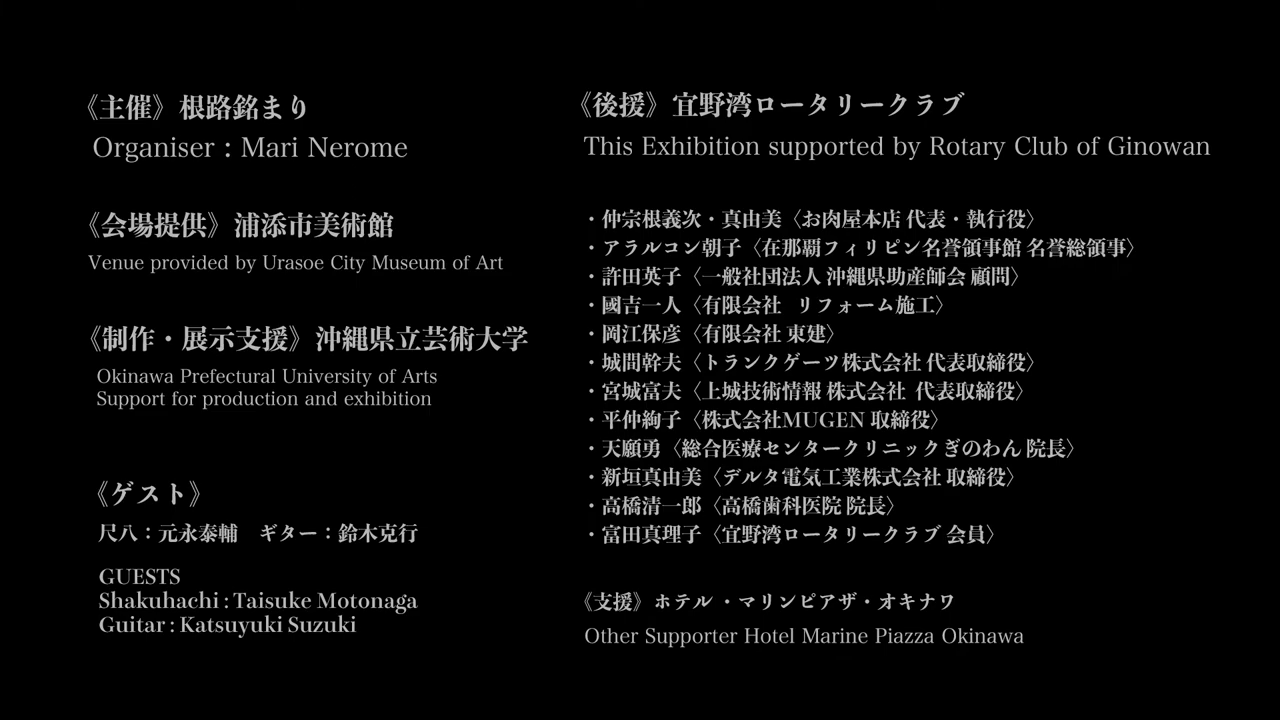 《主催》根路銘まり
Organiser : Mari Nerome
《会場提供》浦添市美術館
Venue provided by Urasoe City Museum of Art
《制作・展示支援》沖縄県立芸術大学
Okinawa Prefectural University of Arts
Support for production and exhibition
《ゲスト》
尺八：元永泰輔　ギター：鈴木克行
GUESTS
Shakuhachi : Taisuke Motonaga
Guitar : Katsuyuki Suzuki
《後援》宜野湾ロータリークラブ
This Exhibition supported by Rotary Club of Ginowan
・仲宗根義次・真由美〈お肉屋本店 代表・執行役〉
・アラルコン朝子〈在那覇フィリピン名誉領事館 名誉総領事〉
・許田英子〈一般社団法人 沖縄県助産師会 顧問〉
・國吉一人〈有限会社 リフォーム施工〉
・岡江保彦〈有限会社 東建〉
・城間幹夫〈トランクゲーツ株式会社 代表取締役〉
・宮城富夫〈上城技術情報 株式会社 代表取締役〉
・平仲絢子〈株式会社MUGEN 取締役〉
・天願勇〈総合医療センタークリニックぎのわん 院長〉
・新垣真由美〈デルタ電気工業株式会社 取締役〉
・高橋清一郎〈高橋歯科医院 院長〉
・富田真理子〈宜野湾ロータリークラブ 会員〉
《支援》ホテル ・マリンピアザ・オキナワ
Other Supporter Hotel Marine Piazza Okinawa